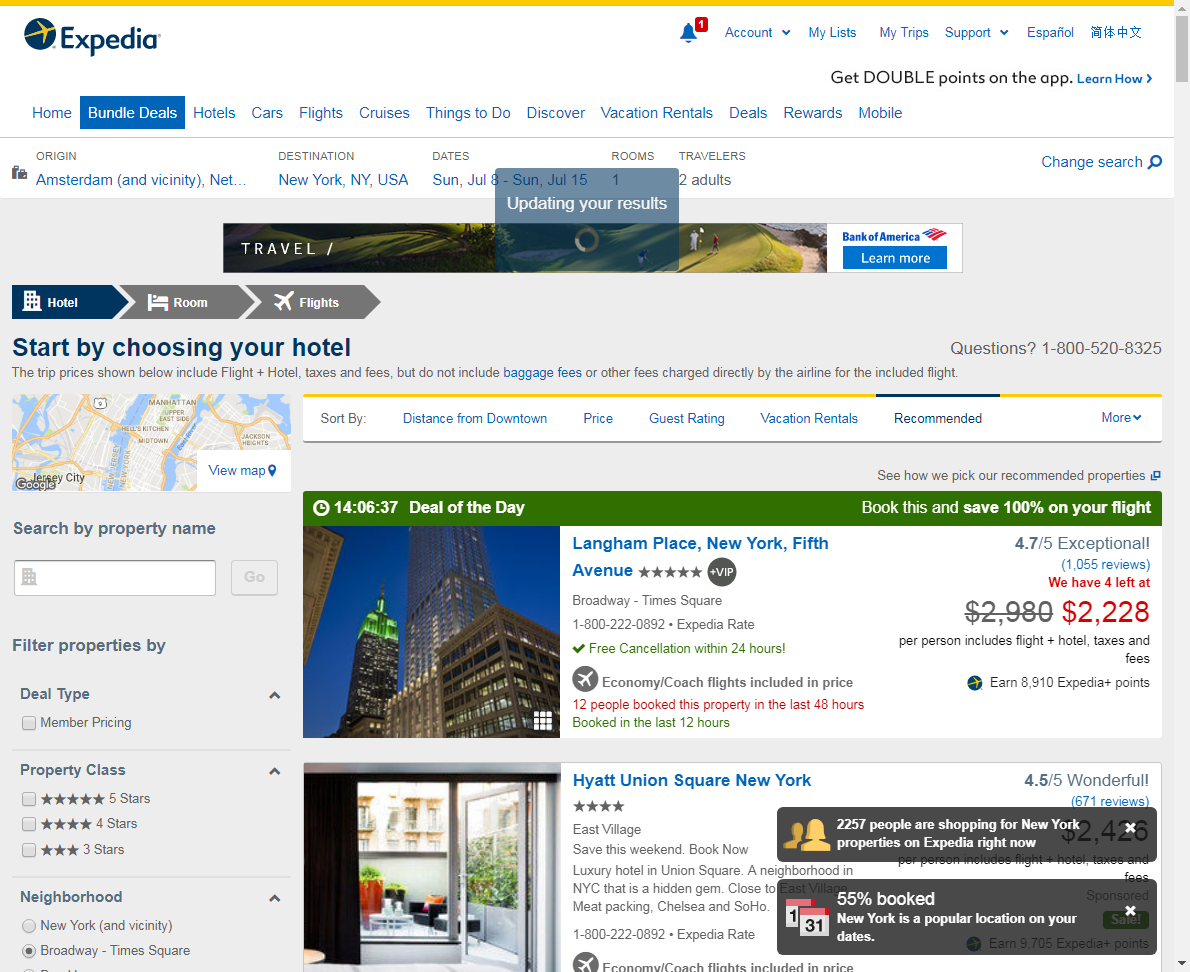 Expedia
1
Account
My Lists
My Trips
Support
Español
简体中文
Get DOUBLE points on the app. Learn How
Home
Bundle Deals
Hotels
Cars
Flights
Cruises
Things to Do
Discover
Vacation Rentals
Deals
Rewards
Mobile
ORIGIN
Amsterdam (and vicinity), Net...
DESTINATION
New York, NY, USA
DATES
Sun, Jul 8 - Sun, Jul 15
ROOMS
1
TRAVELERS
2 adults
Change search
Updating your results
TRAVEL /
Bank of America
Learn more
Hotel
Room
Flights
Start by choosing your hotel
Questions? 1-800-520-8325
The trip prices shown below include Flight + Hotel, taxes and fees, but do not include baggage fees or other fees charged directly by the airline for the included flight.
9
MANHATTAN
UPPER
EAST SIDE
HELL'S KITCHEN
MIDTOWN
JACKSON
HEIGHTS
NEW JERSEY
NEW YORK
East River
Jersey City
Google
View map
Sort By:
Distance from Downtown
Price
Guest Rating
Vacation Rentals
Recommended
More
See how we pick our recommended properties
Search by property name
Go
Filter properties by
Deal Type
Member Pricing
Property Class
5 Stars
4 Stars
3 Stars
Neighborhood
New York (and vicinity)
Broadway - Times Square
14:06:37 Deal of the Day
Book this and save 100% on your flight
Langham Place, New York, Fifth
Avenue
+VIP
Broadway - Times Square
1-800-222-0892 • Expedia Rate
Free Cancellation within 24 hours!
Economy/Coach flights included in price
12 people booked this property in the last 48 hours
Booked in the last 12 hours
4.7/5 Exceptional!
(1,055 reviews)
We have 4 left at
$2,980 $2,228
per person includes flight + hotel, taxes and
fees
Earn 8,910 Expedia+ points
Hyatt Union Square New York
East Village
Save this weekend. Book Now
Luxury hotel in Union Square. A neighborhood in
NYC that is a hidden gem. Close to East Village,
Meat packing, Chelsea and SoHo.
1-800-222-0892 • Expedia Rate
Economy/Coach flights included in price
4.5/5 Wonderful!
(671 reviews)
$2,426
per person includes flight + hotel, taxes and
fees
Sponsored
Sale!
Earn 9,705 Expedia+ points
2257 people are shopping for New York
properties on Expedia right now
1
31
55% booked
New York is a popular location on your
dates.